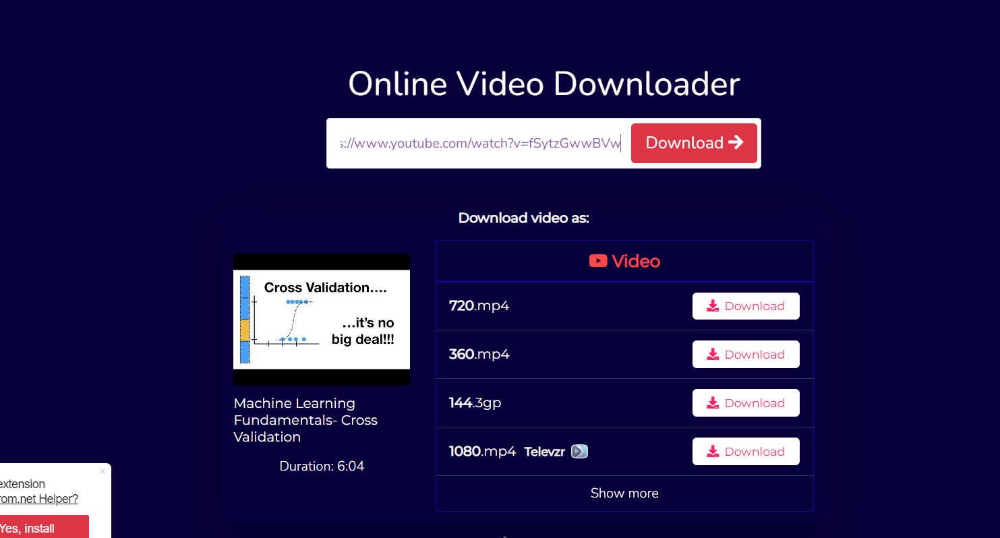 Online Video Downloader
s://www.youtube.com/watch?v=fSytzGwwBVw
Download
Download video as:
Video
Cross Validation....
...it's no
big deal!!!
Machine Learning
Fundamentals- Cross
Validation
Duration: 6:04
720.mp4 Download
360.mp4 Download
144.3gp Download
1080.mp4 Televzr Download
Show more
extension
rom.net Helper?
Yes, install